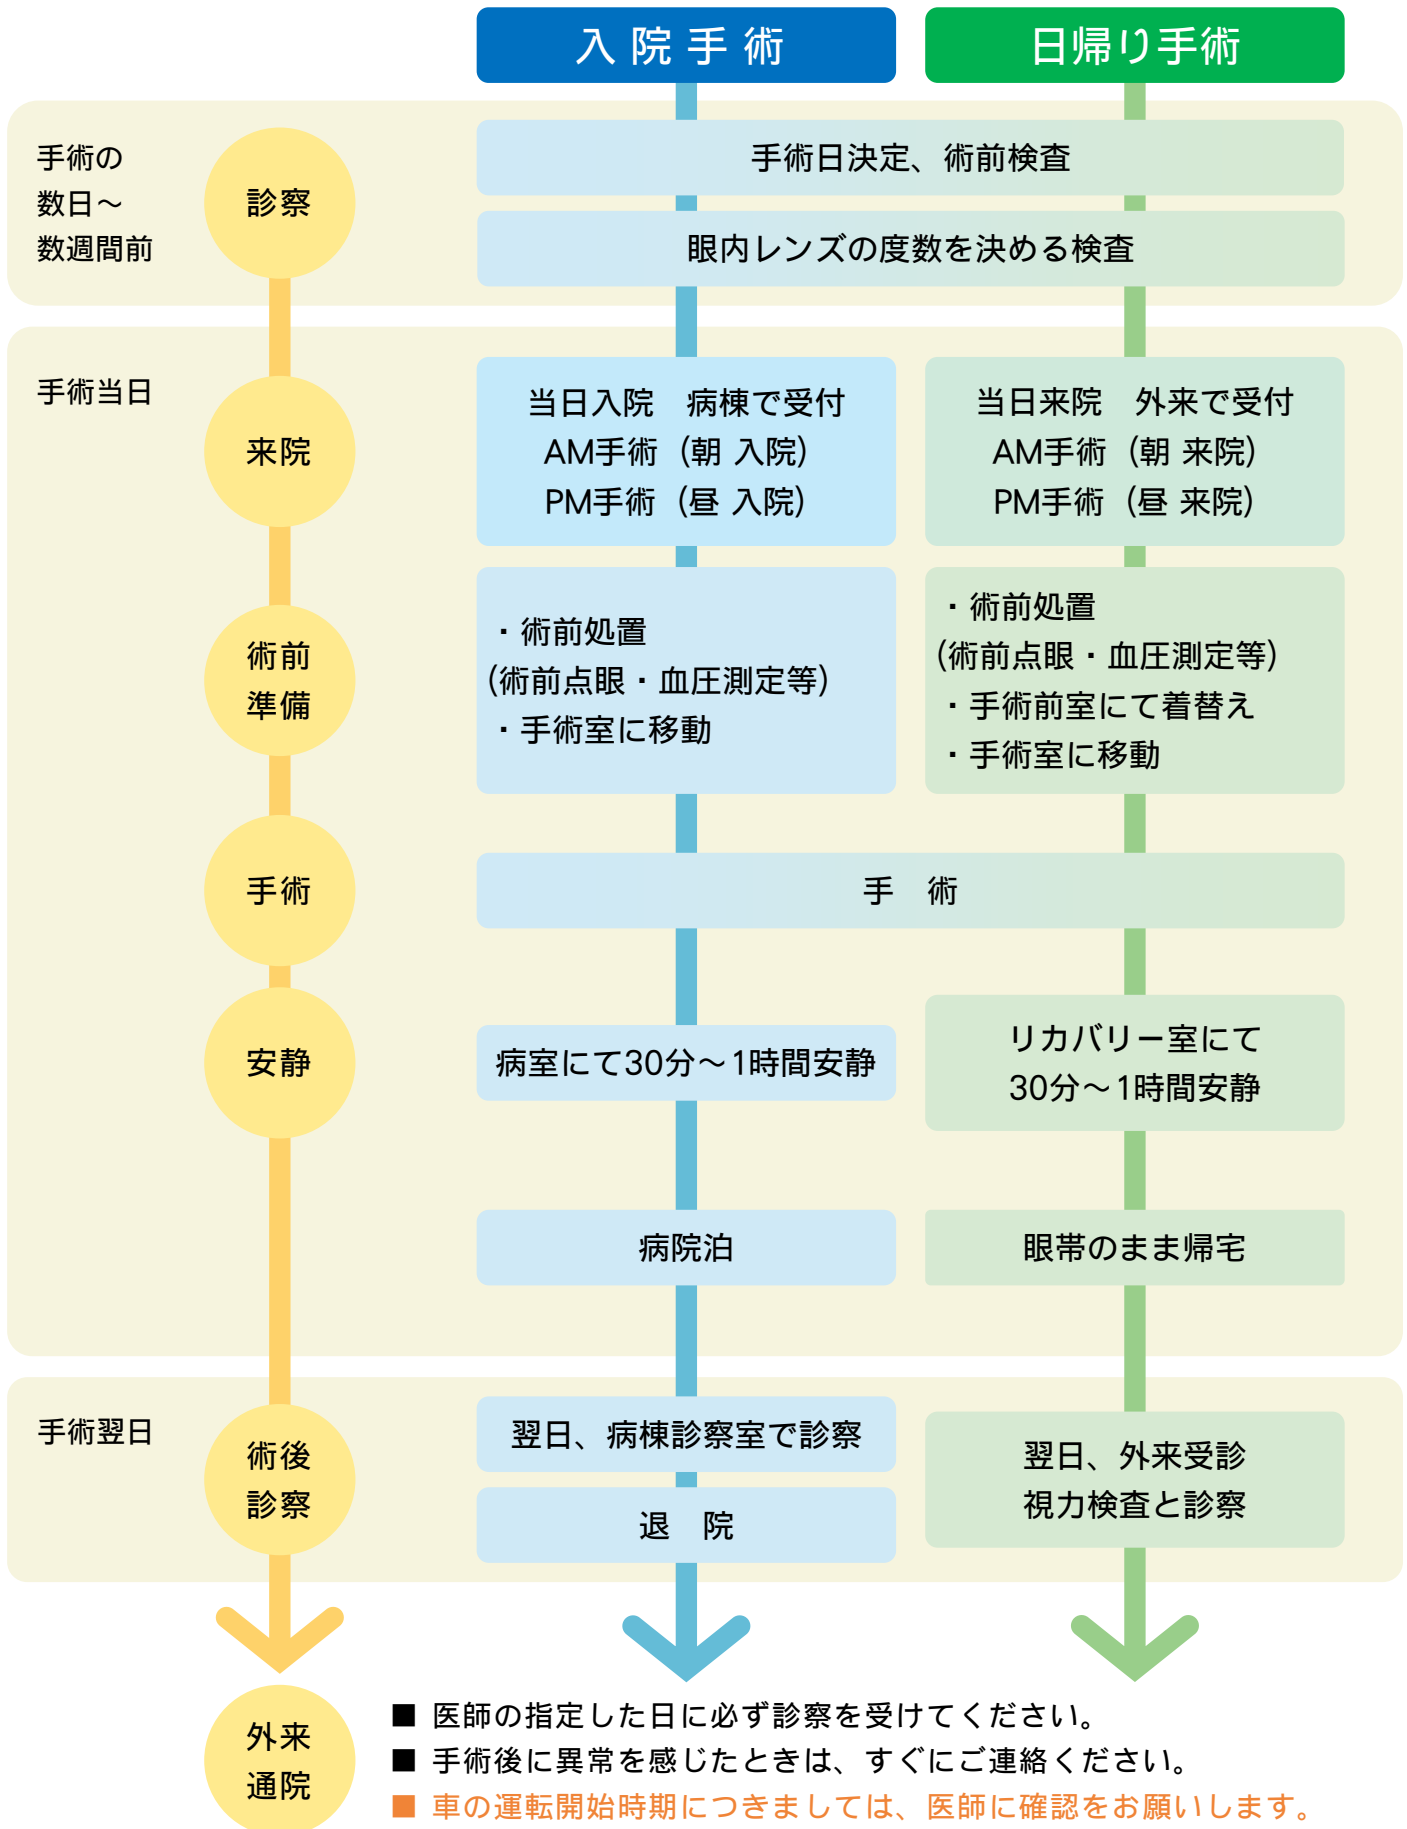 入院手術
日帰り手術
手術の
数日～
数週間前
診察
手術日決定、術前検査
眼内レンズの度数を決める検査
手術当日
来院
当日入院　病棟で受付
AM手術（朝 入院）
PM手術（昼 入院）
当日来院　外来で受付
AM手術（朝 来院）
PM手術（昼 来院）
術前
準備
・術前処置
(術前点眼・血圧測定等)
・手術室に移動
・術前処置
(術前点眼・血圧測定等)
・手術前室にて着替え
・手術室に移動
手術
手　術
安静
病室にて30分～1時間安静
リカバリー室にて
30分～1時間安静
病院泊
眼帯のまま帰宅
手術翌日
術後
診察
翌日、病棟診察室で診察
退　院
翌日、外来受診
視力検査と診察
外来
通院
■ 医師の指定した日に必ず診察を受けてください。
■ 手術後に異常を感じたときは、すぐにご連絡ください。
■ 車の運転開始時期につきましては、医師に確認をお願いします。